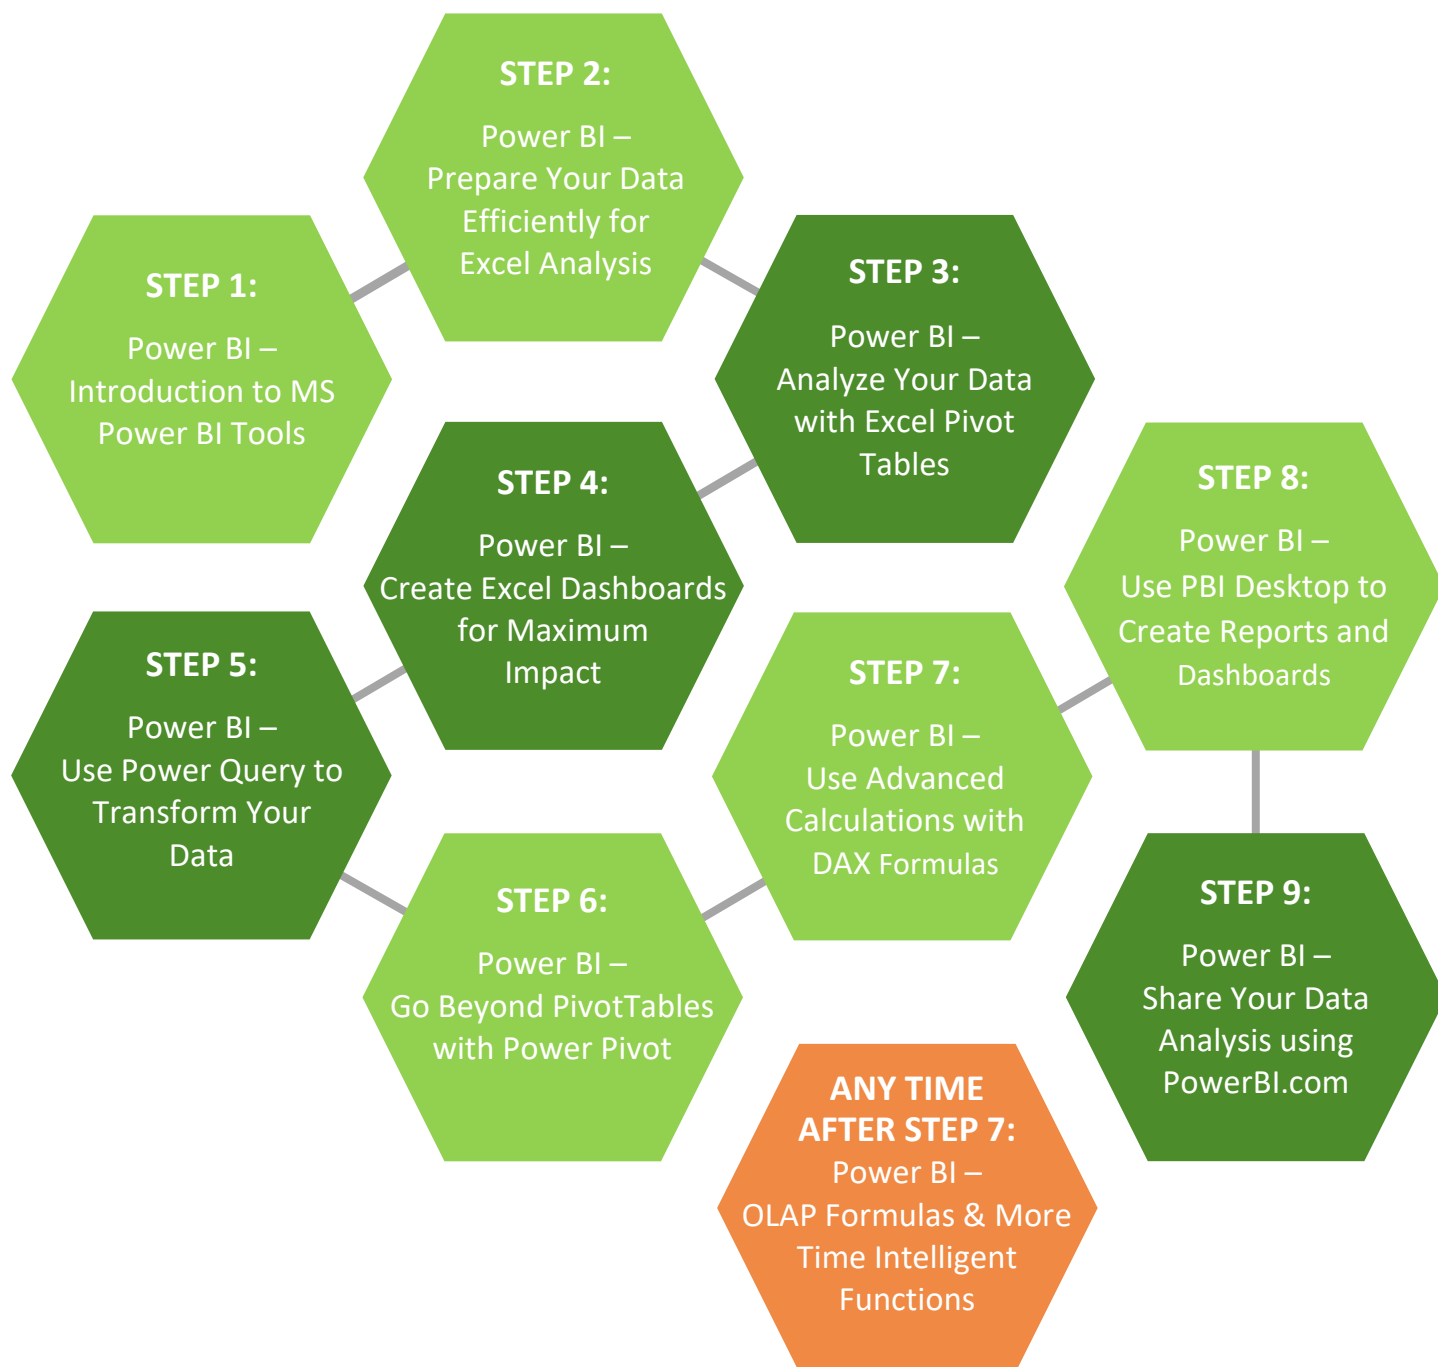 STEP 1:
Power BI –
Introduction to MS
Power BI Tools
STEP 2:
Power BI –
Prepare Your Data
Efficiently for
Excel Analysis
STEP 3:
Power BI –
Analyze Your Data
with Excel Pivot
Tables
STEP 4:
Power BI –
Create Excel Dashboards
for Maximum
Impact
STEP 5:
Power BI –
Use Power Query to
Transform Your
Data
STEP 6:
Power BI –
Go Beyond PivotTables
with Power Pivot
STEP 7:
Power BI –
Use Advanced
Calculations with
DAX Formulas
STEP 8:
Power BI –
Use PBI Desktop to
Create Reports and
Dashboards
STEP 9:
Power BI –
Share Your Data
Analysis using
PowerBI.com
ANY TIME
AFTER STEP 7:
Power BI –
OLAP Formulas & More
Time Intelligent
Functions